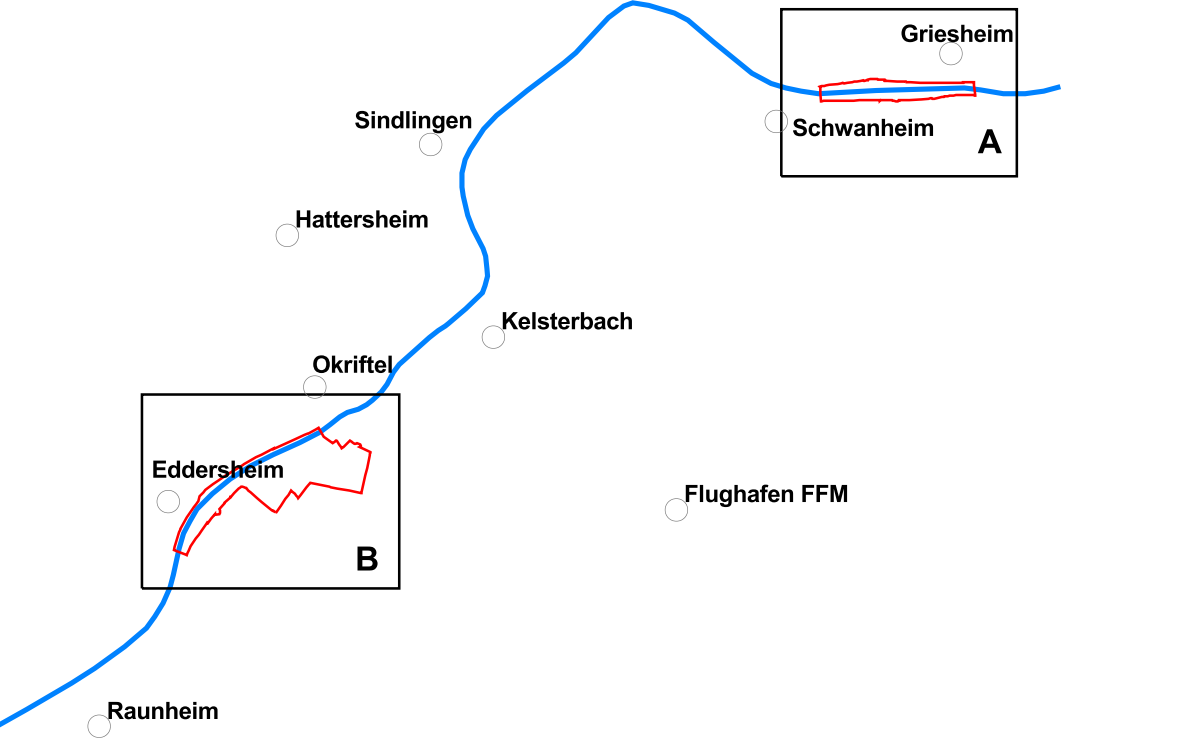 Griesheim
Sindlingen
Schwanheim
A
Hattersheim
Kelsterbach
Okriftel
Eddersheim
Flughafen FFM
B
Raunheim